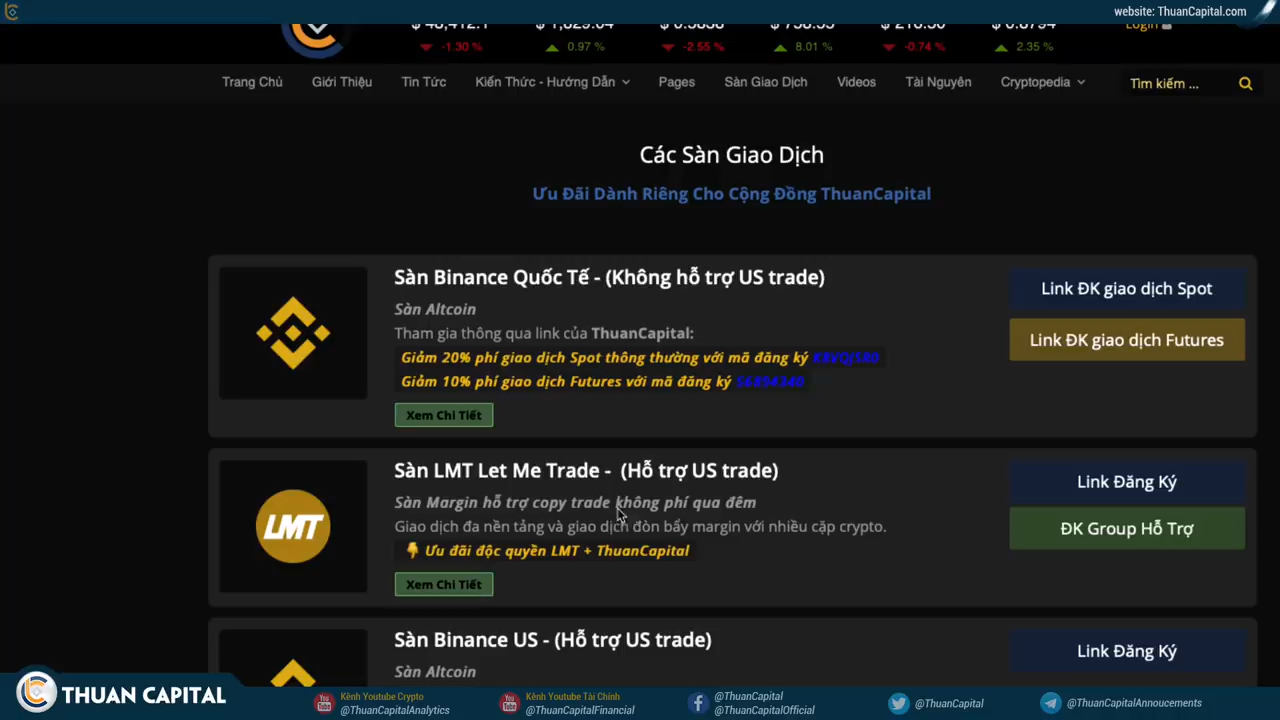 website: ThuanCapital.com
-1.30 %
0.97 %
-2.55 %
8.01 %
-0.74 %
2.35 %
Login
Trang Chủ
Giới Thiệu
Tin Tức
Kiến Thức - Hướng Dẫn
Pages
Sàn Giao Dịch
Videos
Tài Nguyên
Cryptopedia
Tìm kiếm ...
Các Sàn Giao Dịch
Ưu Đãi Dành Riêng Cho Cộng Đồng ThuanCapital
Sàn Binance Quốc Tế - (Không hỗ trợ US trade)
Sàn Altcoin
Tham gia thông qua link của ThuanCapital:
Giảm 20% phí giao dịch Spot thông thường với mã đăng ký
Giảm 10% phí giao dịch Futures với mã đăng ký
Xem Chi Tiết
Link ĐK giao dịch Spot
Link ĐK giao dịch Futures
LMT
Sàn LMT Let Me Trade - (Hỗ trợ US trade)
Sàn Margin hỗ trợ copy trade không phí qua đêm
Giao dịch đa nền tảng và giao dịch đòn bẩy margin với nhiều cặp crypto.
👇 Ưu đãi độc quyền LMT + ThuanCapital
Xem Chi Tiết
Link Đăng Ký
ĐK Group Hỗ Trợ
Sàn Binance US - (Hỗ trợ US trade)
Sàn Altcoin
Link Đăng Ký
THUAN CAPITAL
Kênh Youtube Crypto
@ThuanCapitalAnalytics
Kênh Youtube Tài Chính
@ThuanCapitalFinancial
@ThuanCapital
@ThuanCapitalOfficial
@ThuanCapital
@ThuanCapitalAnnoucements